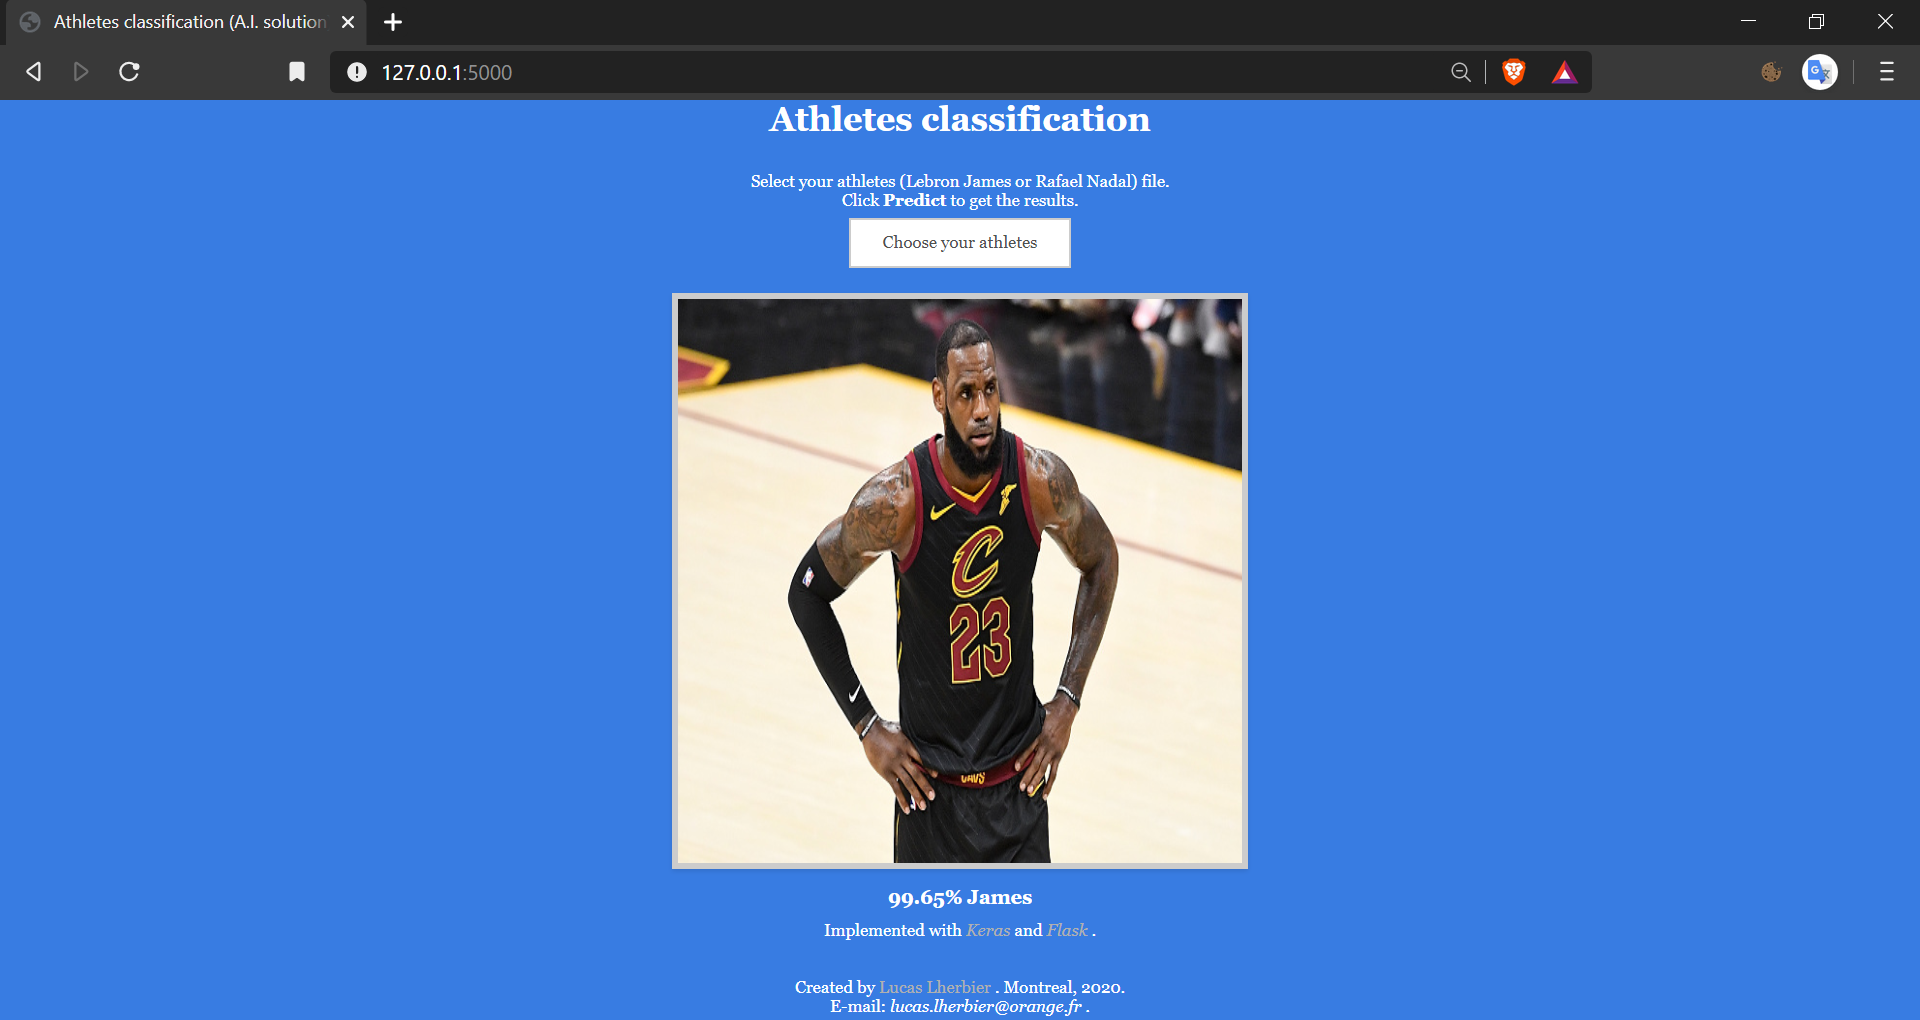 Athletes classification (A.I. solution
127.0.0.1:5000
Athletes classification
Select your athletes (Lebron James or Rafael Nadal) file.
Click Predict to get the results.
Choose your athletes
C
23
CAVS
99.65% James
Implemented with Keras and Flask .
Created by Lucas Lherbier . Montreal, 2020.
E-mail: lucas.lherbier@orange.fr .